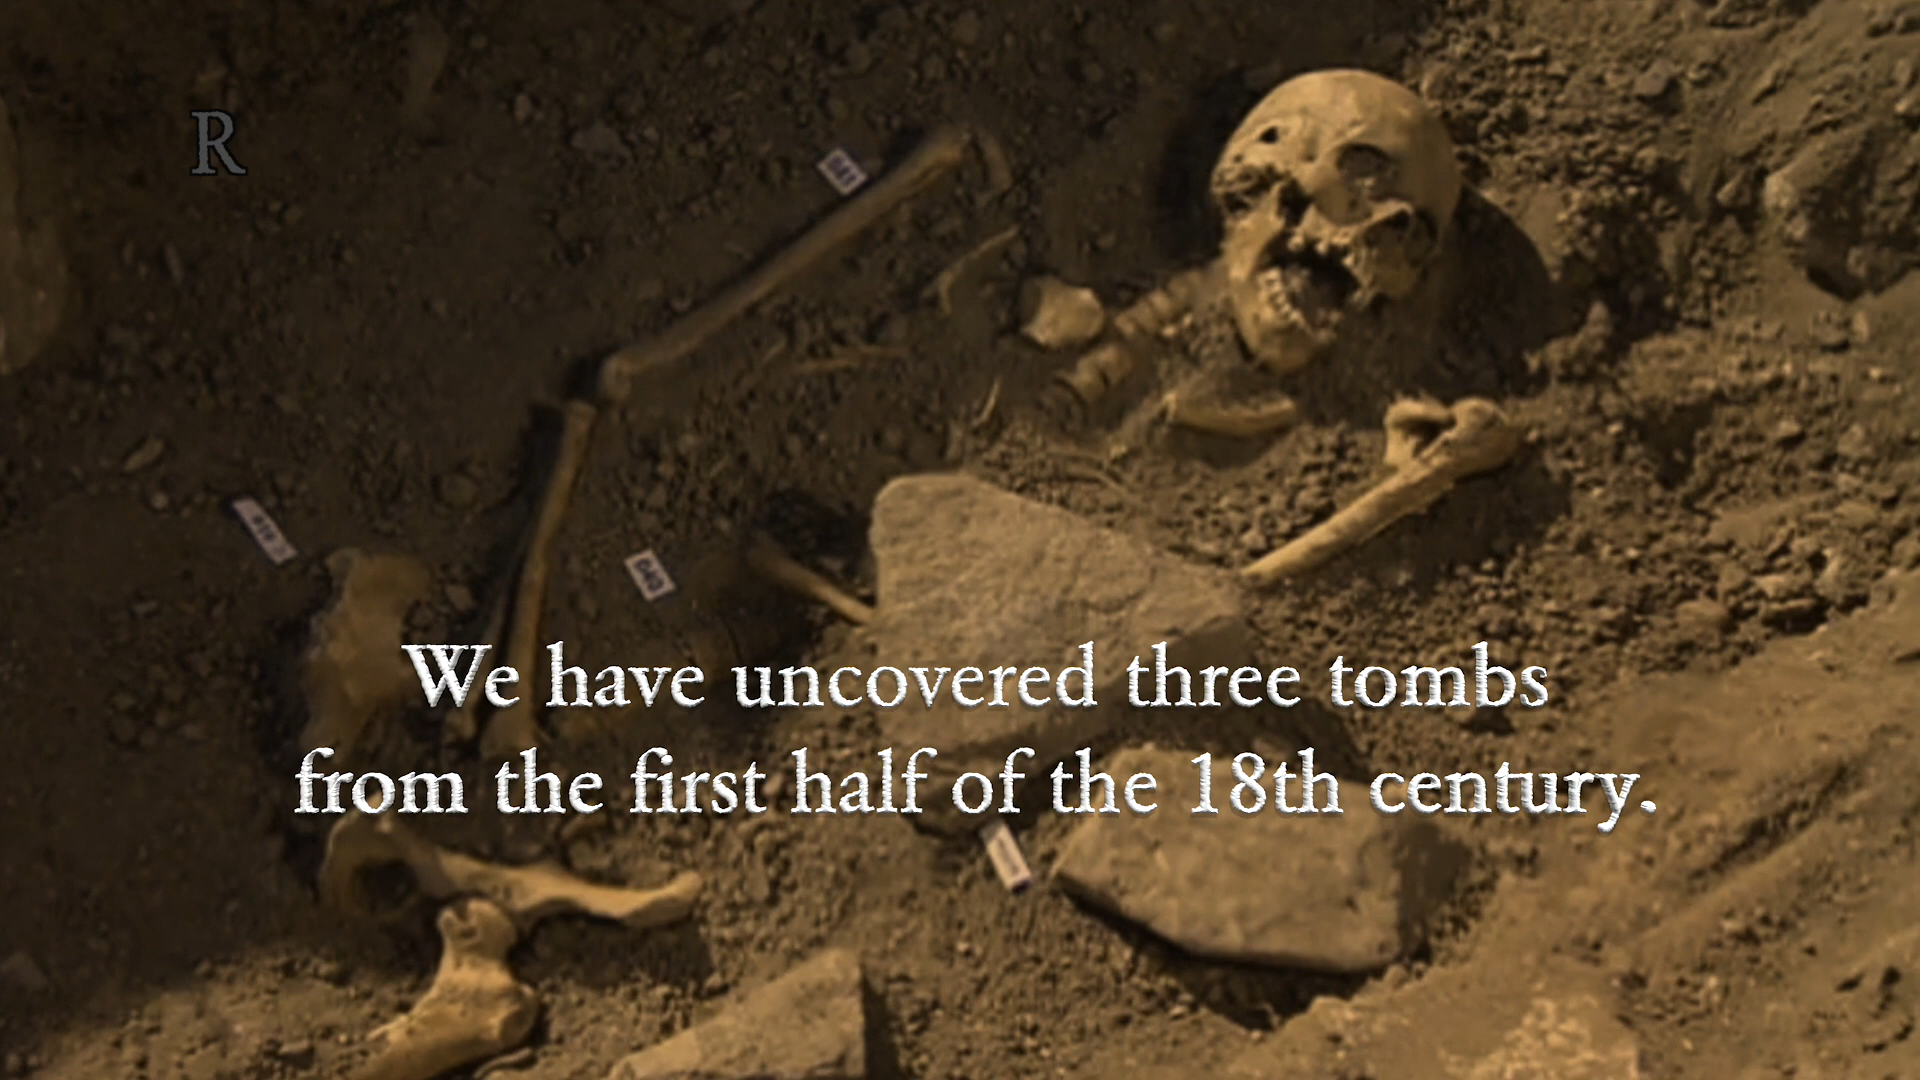 R
We have uncovered three tombs
from the first half of the 18th century.